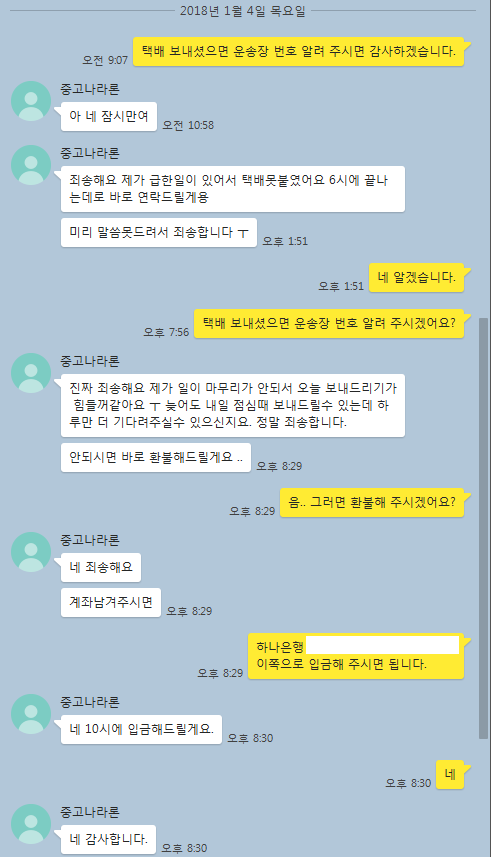 2018년 1월 4일 목요일
택배 보내셨으면 운송장 번호 알려 주시면 감사하겠습니다.
오전 9:07
중고나라론
아 네 잠시만여
오전 10:58
중고나라론
죄송해요 제가 급한일이 있어서 택배못붙였어요 6시에 끝나
는데로 바로 연락드릴게용
미리 말씀못드려서 죄송합니다 ㅜ
오후 1:51
네 알겠습니다.
오후 1:51
택배 보내셨으면 운송장 번호 알려 주시겠어요?
오후 7:56
중고나라론
진짜 죄송해요 제가 일이 마무리가 안되서 오늘 보내드리기가
힘들꺼같아요 ㅜ 늦어도 내일 점심때 보내드릴수 있는데 하
루만 더 기다려주실수 있으신지요. 정말 죄송합니다.
안되시면 바로 환불해드릴게요 ..
오후 8:29
음.. 그러면 환불해 주시겠어요?
오후 8:29
중고나라론
네 죄송해요
계좌남겨주시면
오후 8:29
하나은행
이쪽으로 입금해 주시면 됩니다.
오후 8:29
중고나라론
네 10시에 입금해드릴게요.
오후 8:30
네
오후 8:30
중고나라론
네 감사합니다.
오후 8:30